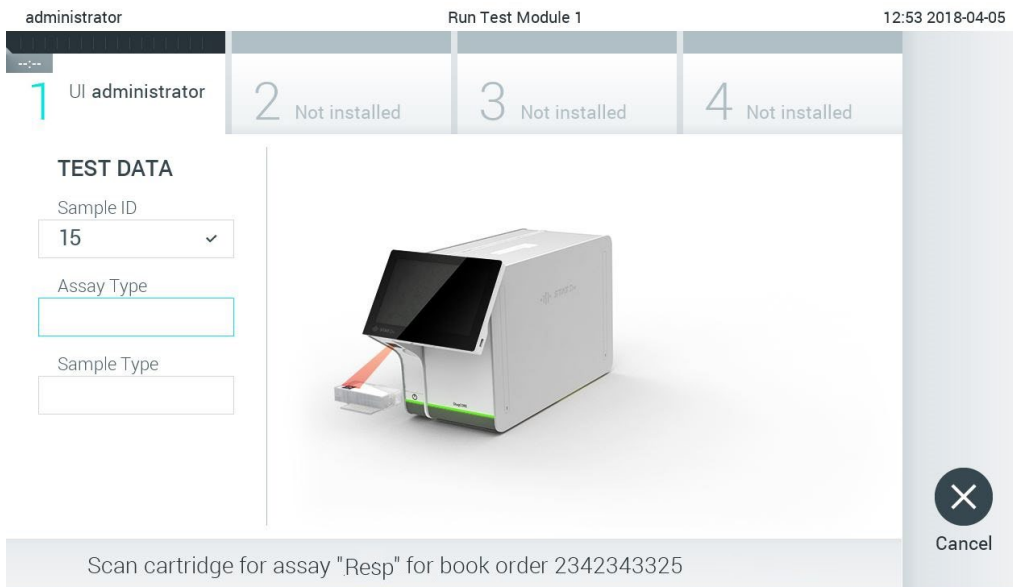 administrator
Run Test Module 1
12:53 2018-04-05
--:--
1 UI administrator
2 Not installed
3 Not installed
4 Not installed
TEST DATA
Sample ID
15
Assay Type
Sample Type
Cancel
Scan cartridge for assay "Resp" for book order 2342343325